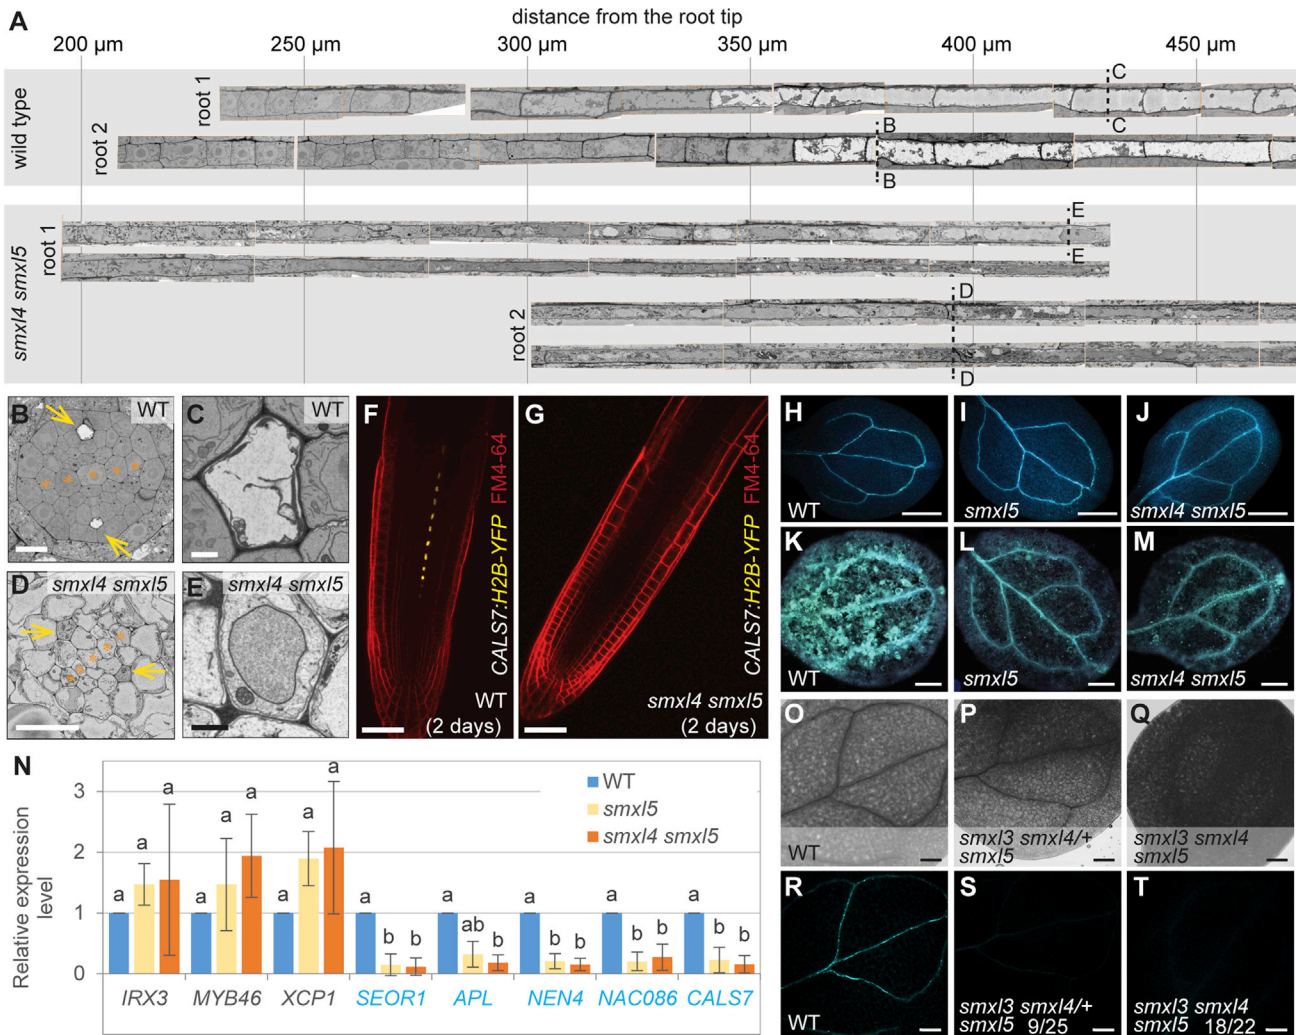 A
distance from the root tip
200 µm 250 µm 300 µm 350 µm 400 µm 450 µm
wild type
root 1
C
C
root 2
B
B
smxl4 smxl5
root 1
E
E
root 2
D
D
B WT
C WT
D smxl4 smxl5
E smxl4 smxl5
F
CALS7:H2B-YFP FM4-64
WT
(2 days)
G
CALS7:H2B-YFP FM4-64
smxl4 smxl5
(2 days)
H
WT
I
smxl5
J
smxl4 smxl5
K
WT
L
smxl5
M
smxl4 smxl5
N
Relative expression
level
3
2
1
0
WT
smxl5
smxl4 smxl5
a a a
a a a
a a a
a b b
a ab b
a b b
a b b
a b b
IRX3 MYB46 XCP1 SEOR1 APL NEN4 NAC086 CALS7
O
WT
P
smxl3 smxl4/+
smxl5
Q
smxl3 smxl4
smxl5
R
WT
S
smxl3 smxl4/+
smxl5 9/25
T
smxl3 smxl4
smxl5 18/22